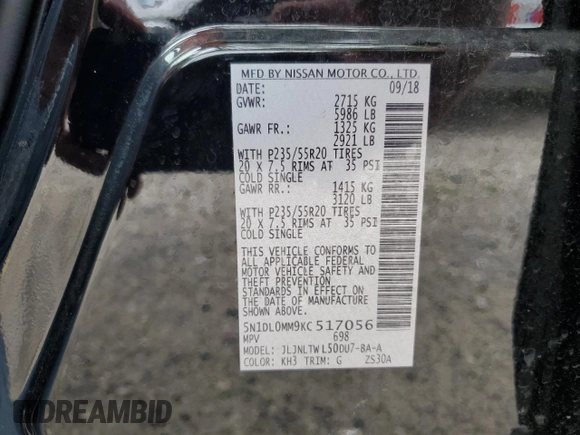 MFD BY NISSAN MOTOR CO., LTD.
DATE: 09/18
GVWR: 2715 KG
5986 LB
GAWR FR.: 1325 KG
2921 LB
WITH P235/55R20 TIRES
20 X 7.5 RIMS AT 35 PSI
COLD SINGLE
GAWR RR.: 1415 KG
3120 LB
WITH P235/55R20 TIRES
20 X 7.5 RIMS AT 35 PSI
COLD SINGLE
THIS VEHICLE CONFORMS TO
ALL APPLICABLE FEDERAL
MOTOR VEHICLE SAFETY AND
THEFT PREVENTION
STANDARDS IN EFFECT ON
THE DATE OF MANUFACTURE
SHOWN ABOVE.
5N1DL0MM9KC517056
MPV 698
MODEL: JLJNLTWL50DU7-BA-A
COLOR: KH3 TRIM: G ZS30A
DREAMBID